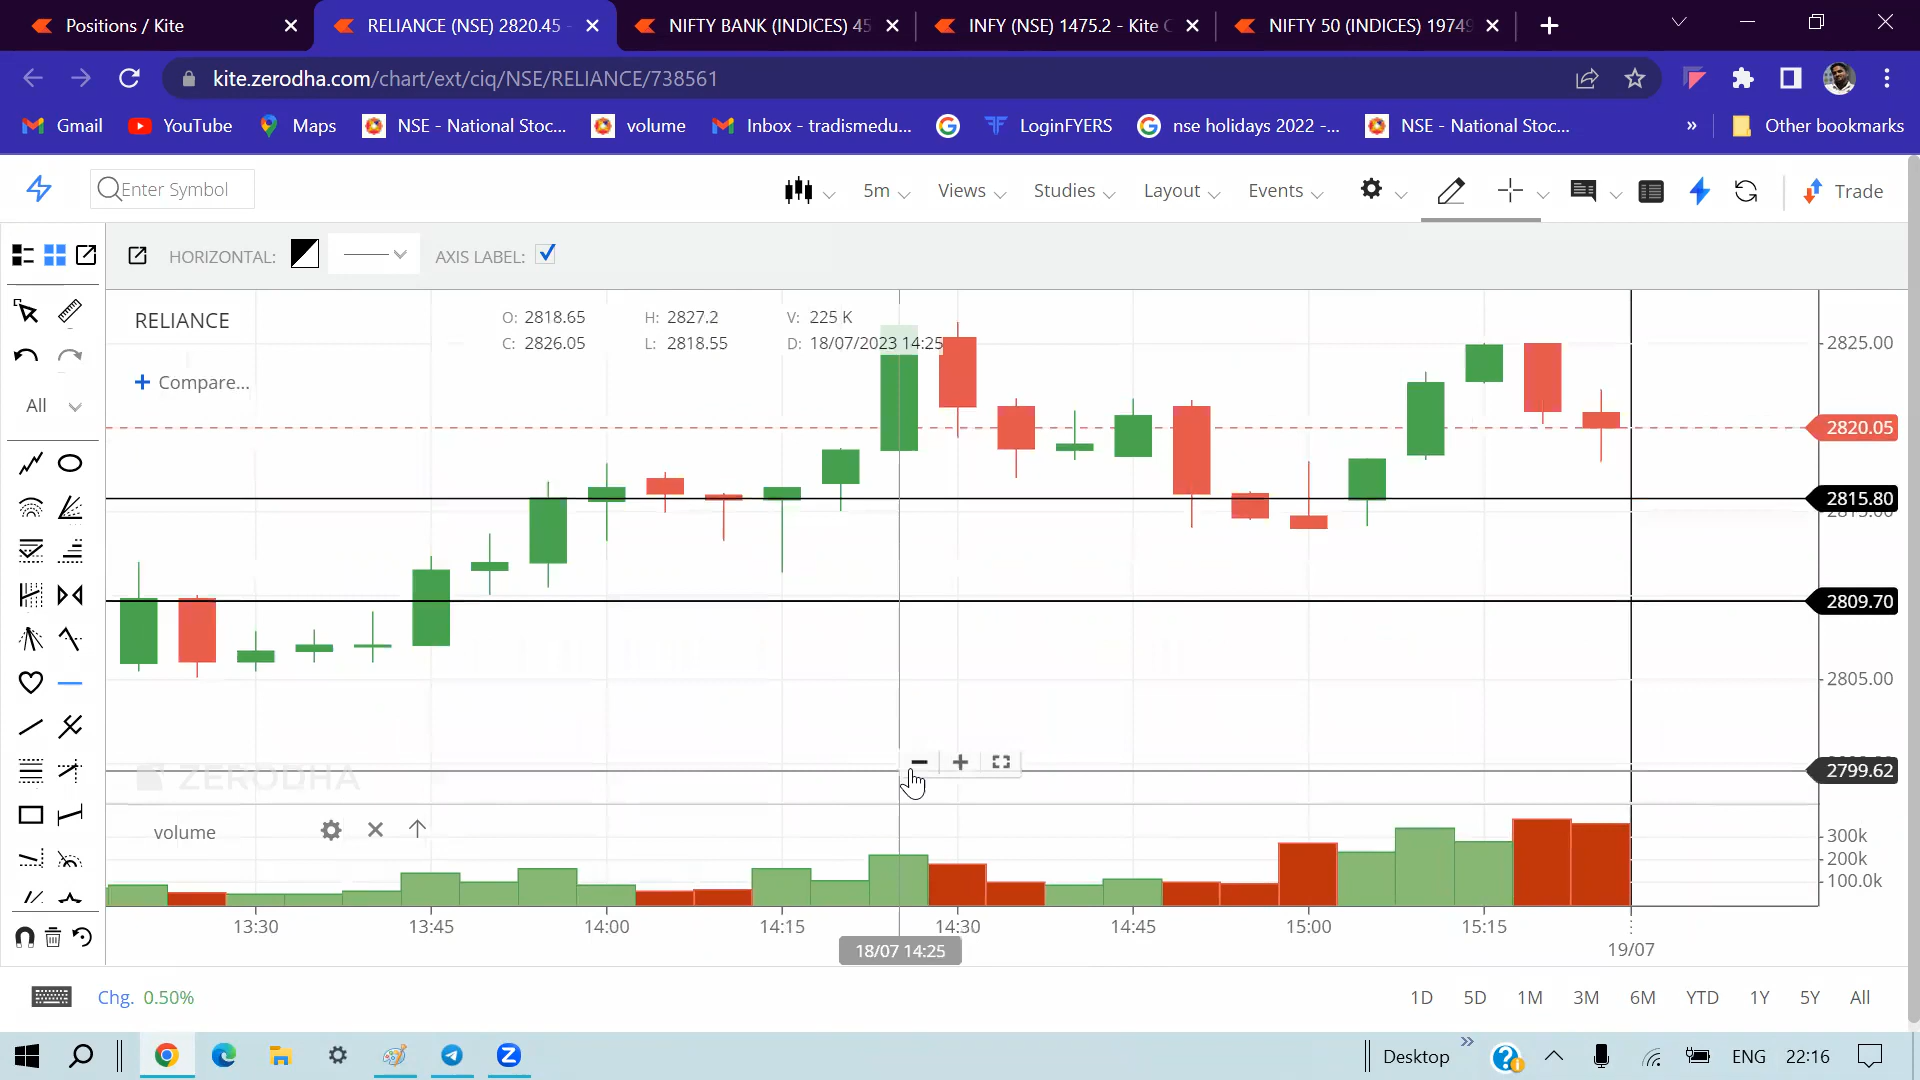 Positions / Kite
RELIANCE (NSE) 2820.45 -
NIFTY BANK (INDICES) 45
INFY (NSE) 1475.2 - Kite C
NIFTY 50 (INDICES) 19749
kite.zerodha.com/chart/ext/ciq/NSE/RELIANCE/738561
Gmail YouTube Maps NSE - National Stoc... volume Inbox - tradismedu... LoginFYERS nse holidays 2022 -... NSE - National Stoc... » Other bookmarks
Enter Symbol 5m Views Studies Layout Events Trade
HORIZONTAL: AXIS LABEL:
RELIANCE
O: 2818.65 H: 2827.2 V: 225 K
C: 2826.05 L: 2818.55 D: 18/07/2023 14:25
+ Compare...
All
2825.00
2820.05
2815.80
2815.00
2809.70
2805.00
2799.62
ZERODHA
volume
300k
200k
100.0k
13:30 13:45 14:00 14:15 14:30 14:45 15:00 15:15
18/07 14:25
19/07
Chg. 0.50%
1D 5D 1M 3M 6M YTD 1Y 5Y All
Desktop » ENG 22:16